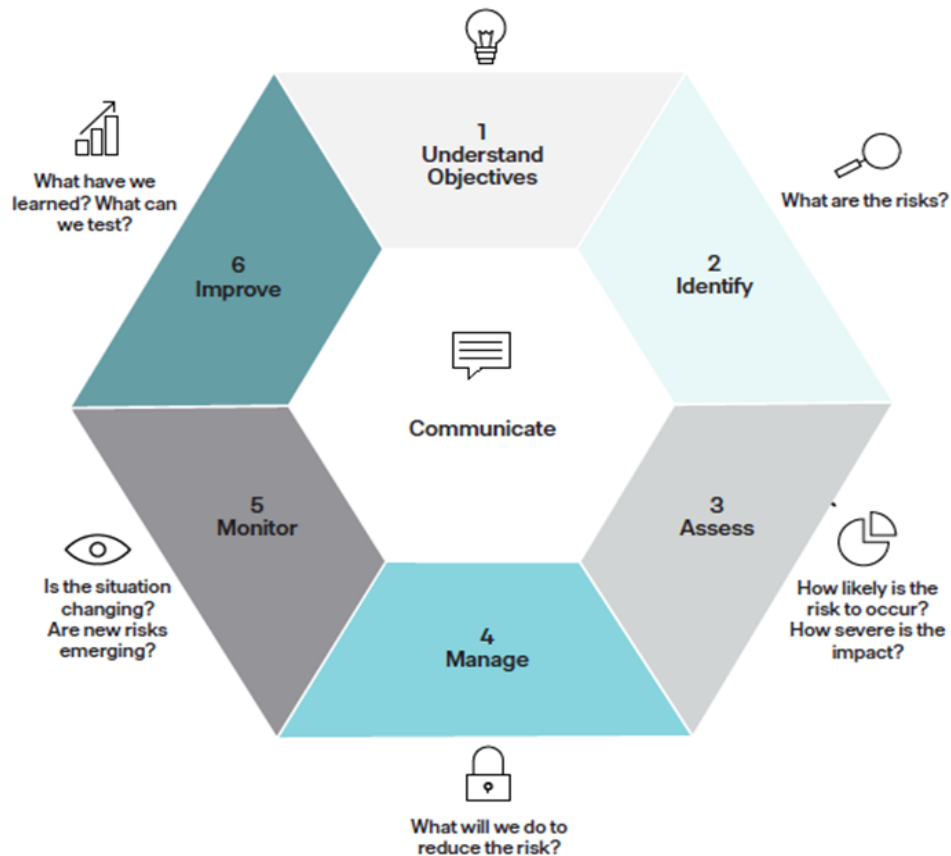 1
Understand
Objectives
What are the risks?
2
Identify
3
Assess
How likely is the
risk to occur?
How severe is the
impact?
4
Manage
What will we do to
reduce the risk?
5
Monitor
Is the situation
changing?
Are new risks
emerging?
6
Improve
What have we
learned? What can
we test?
Communicate